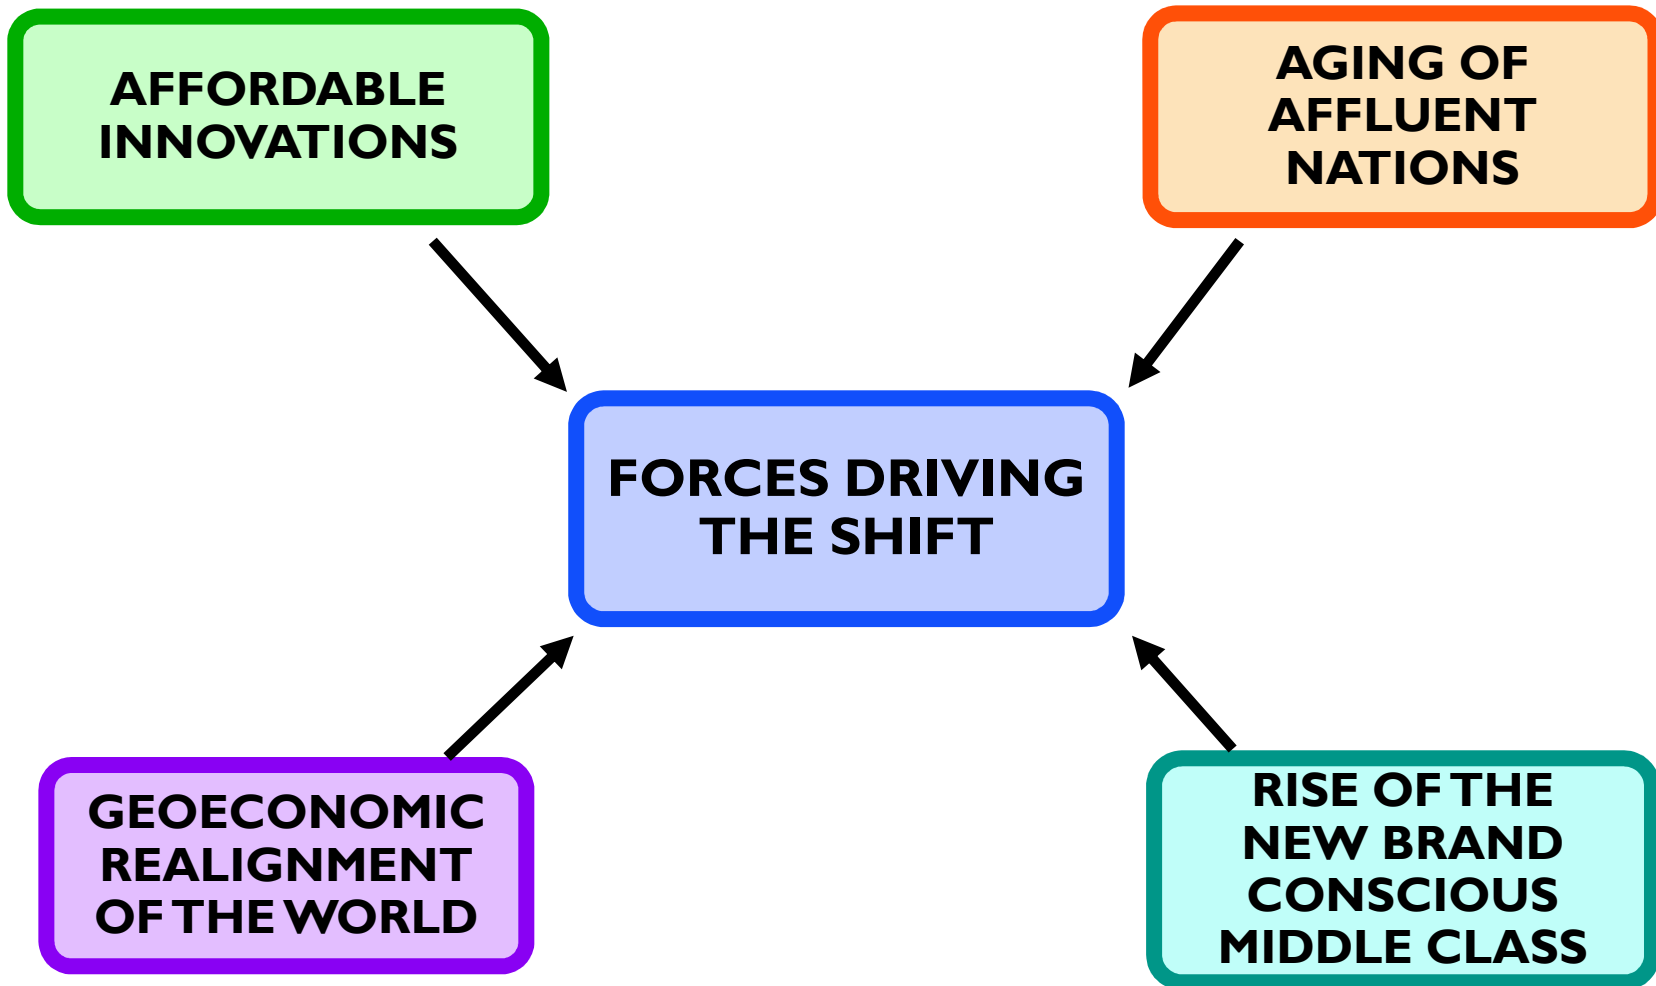 AFFORDABLE
INNOVATIONS
AGING OF
AFFLUENT
NATIONS
FORCES DRIVING
THE SHIFT
GEOECONOMIC
REALIGNMENT
OF THE WORLD
RISE OF THE
NEW BRAND
CONSCIOUS
MIDDLE CLASS